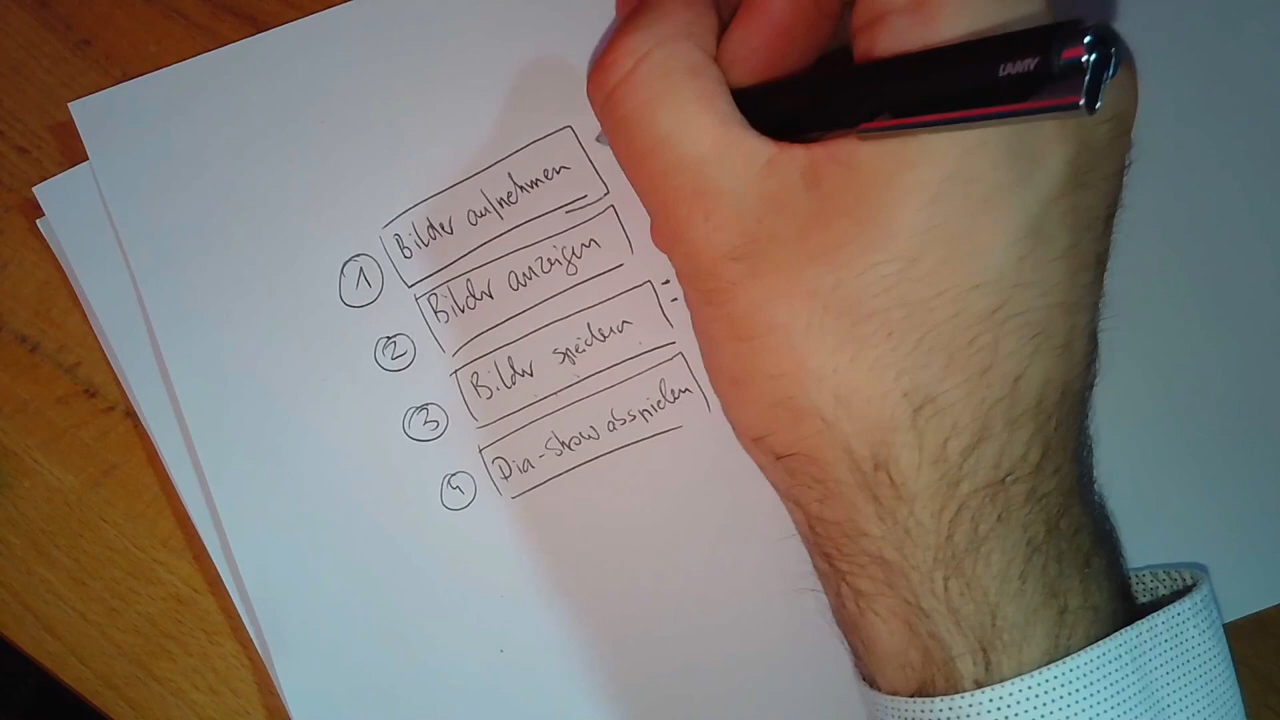 1 Bilder aufnehmen
2 Bilder anzeigen
3 Bilder speichern
4 Dia-Show abspielen
LAMY